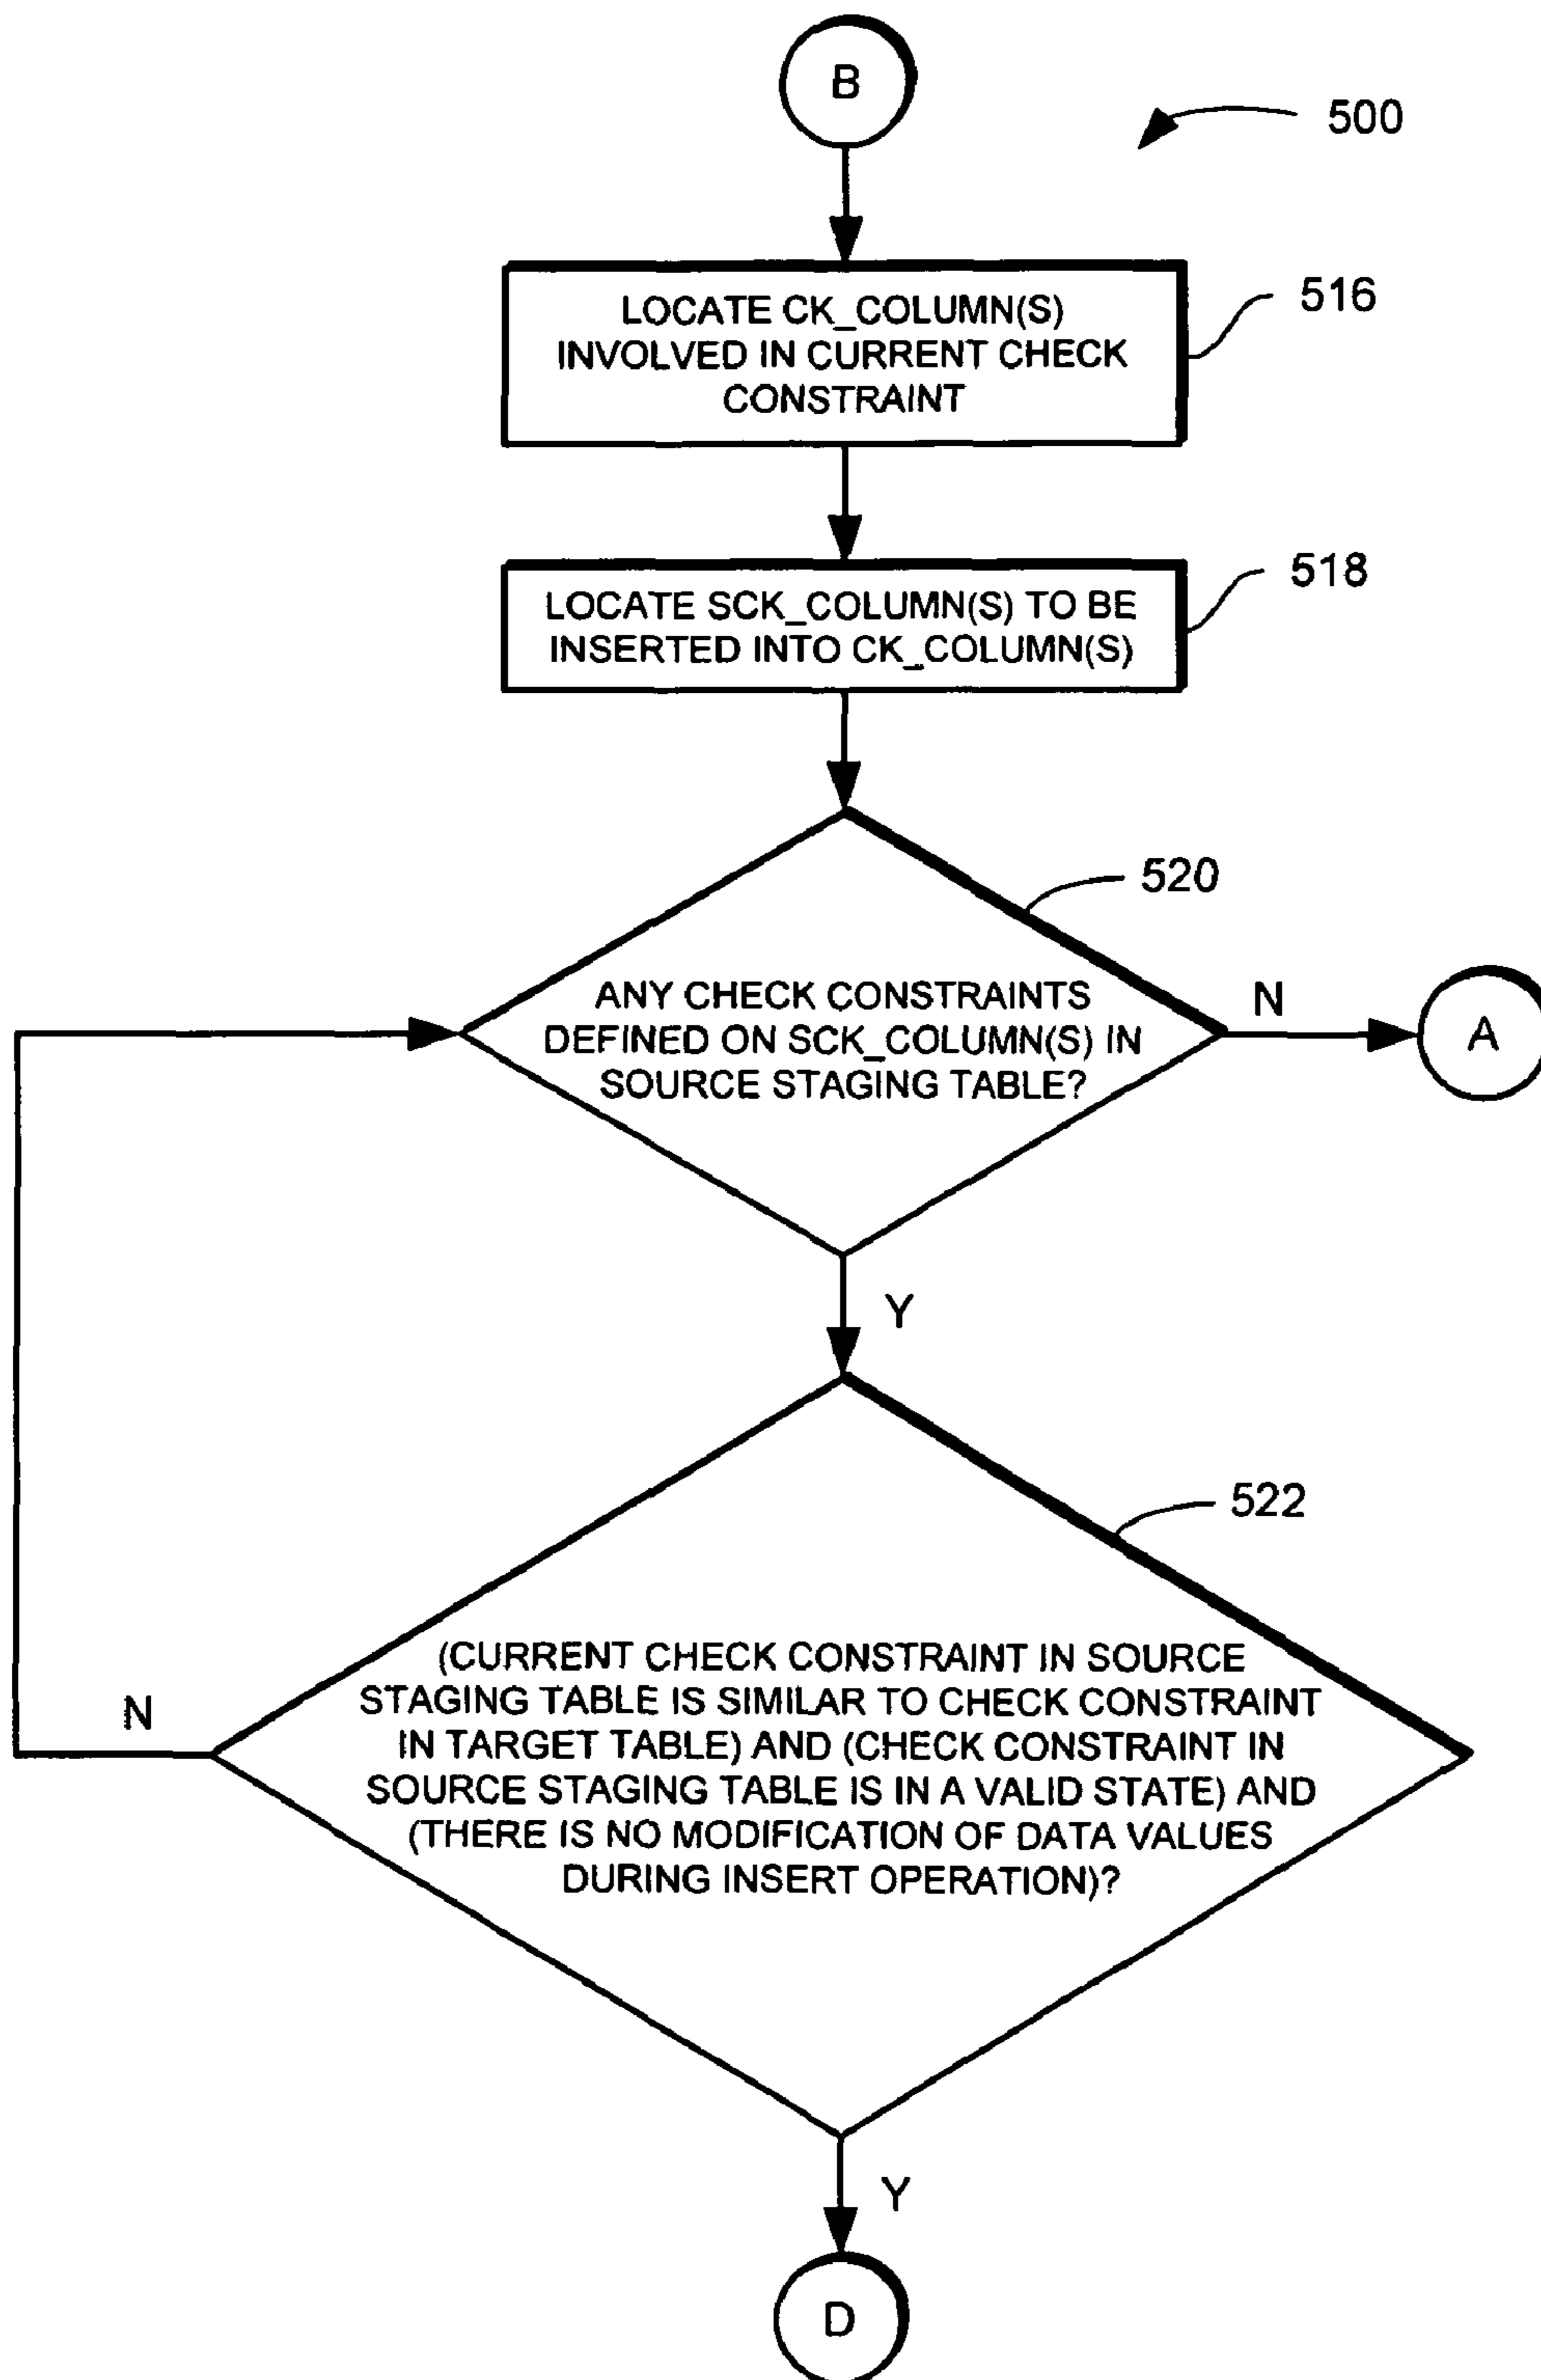 B
500
LOCATE CK_COLUMN(S)
INVOLVED IN CURRENT CHECK
CONSTRAINT
516
LOCATE SCK_COLUMN(S) TO BE
INSERTED INTO CK_COLUMN(S)
518
520
ANY CHECK CONSTRAINTS
DEFINED ON SCK_COLUMN(S) IN
SOURCE STAGING TABLE?
N
A
Y
522
(CURRENT CHECK CONSTRAINT IN SOURCE
STAGING TABLE IS SIMILAR TO CHECK CONSTRAINT
IN TARGET TABLE) AND (CHECK CONSTRAINT IN
SOURCE STAGING TABLE IS IN A VALID STATE) AND
(THERE IS NO MODIFICATION OF DATA VALUES
DURING INSERT OPERATION)?
N
Y
D